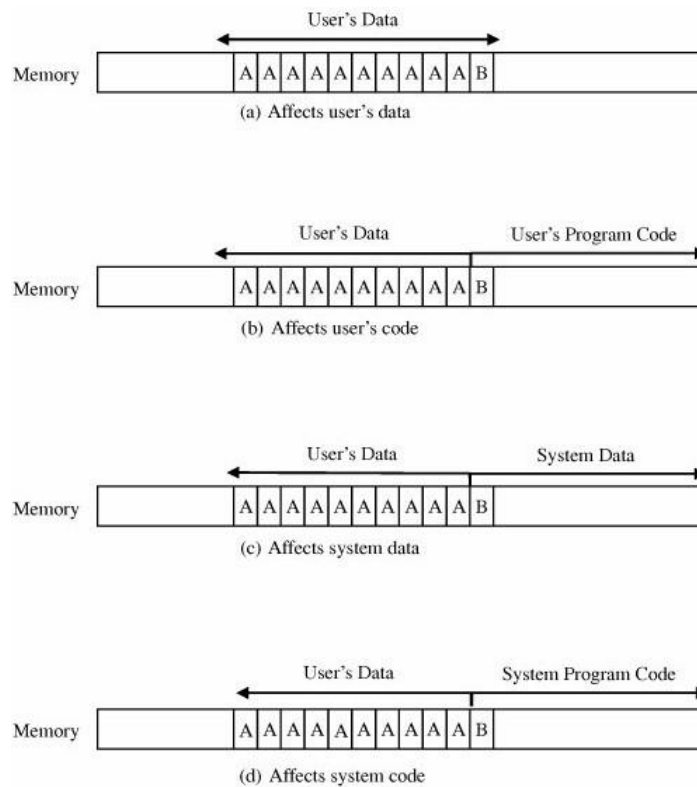 User's Data
Memory A A A A A A A A A A B
(a) Affects user's data
User's Data User's Program Code
Memory A A A A A A A A A A B
(b) Affects user's code
User's Data System Data
Memory A A A A A A A A A A B
(c) Affects system data
User's Data System Program Code
Memory A A A A A A A A A A B
(d) Affects system code